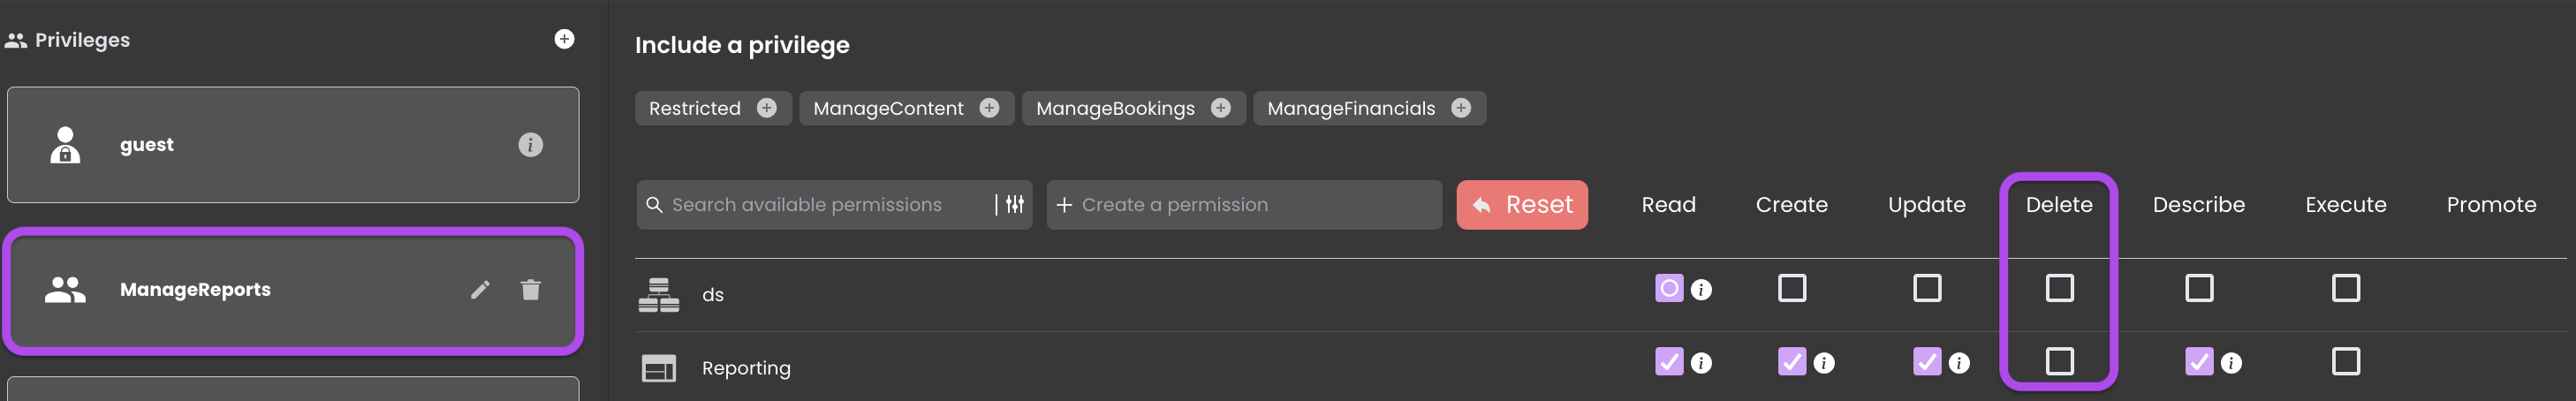 Privileges
guest
ManageReports
Include a privilege
Restricted ManageContent ManageBookings ManageFinancials
Search available permissions Create a permission Reset Read Create Update Delete Describe Execute Promote
ds
Reporting